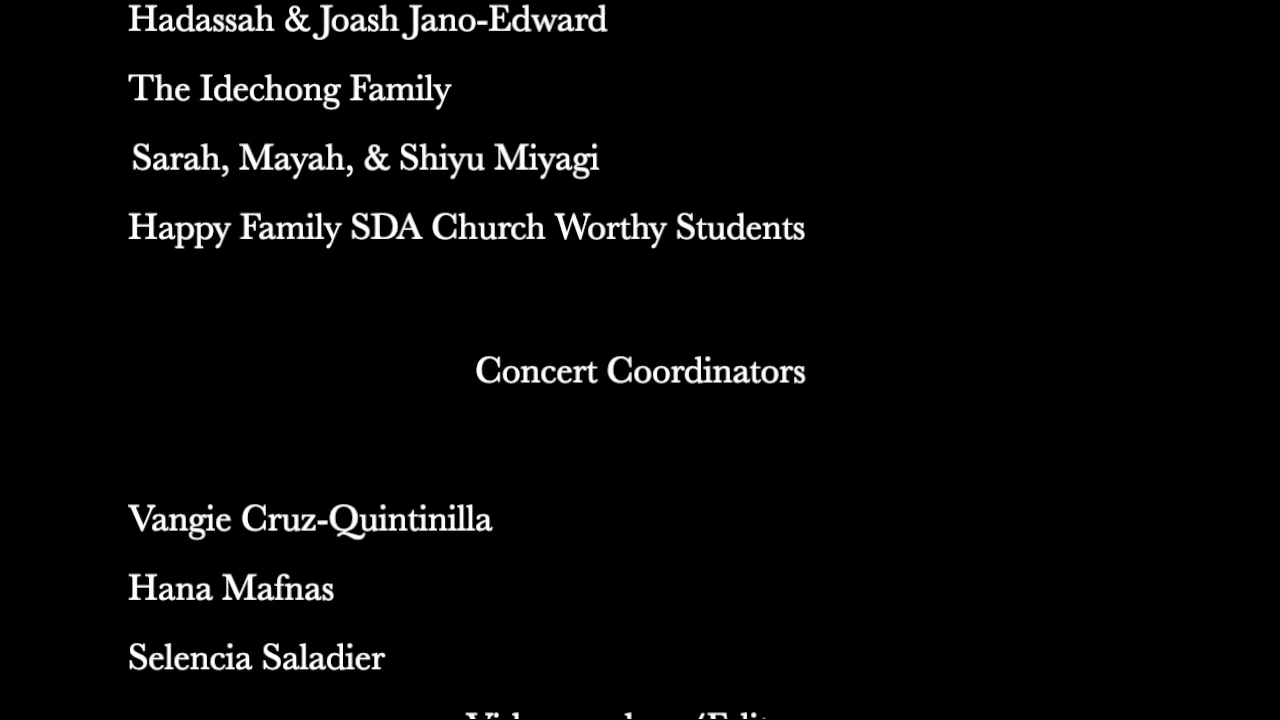 Hadassah & Joash Jano-Edward
The Idechong Family
Sarah, Mayah, & Shiyu Miyagi
Happy Family SDA Church Worthy Students
Concert Coordinators
Vangie Cruz-Quintinilla
Hana Mafnas
Selencia Saladier